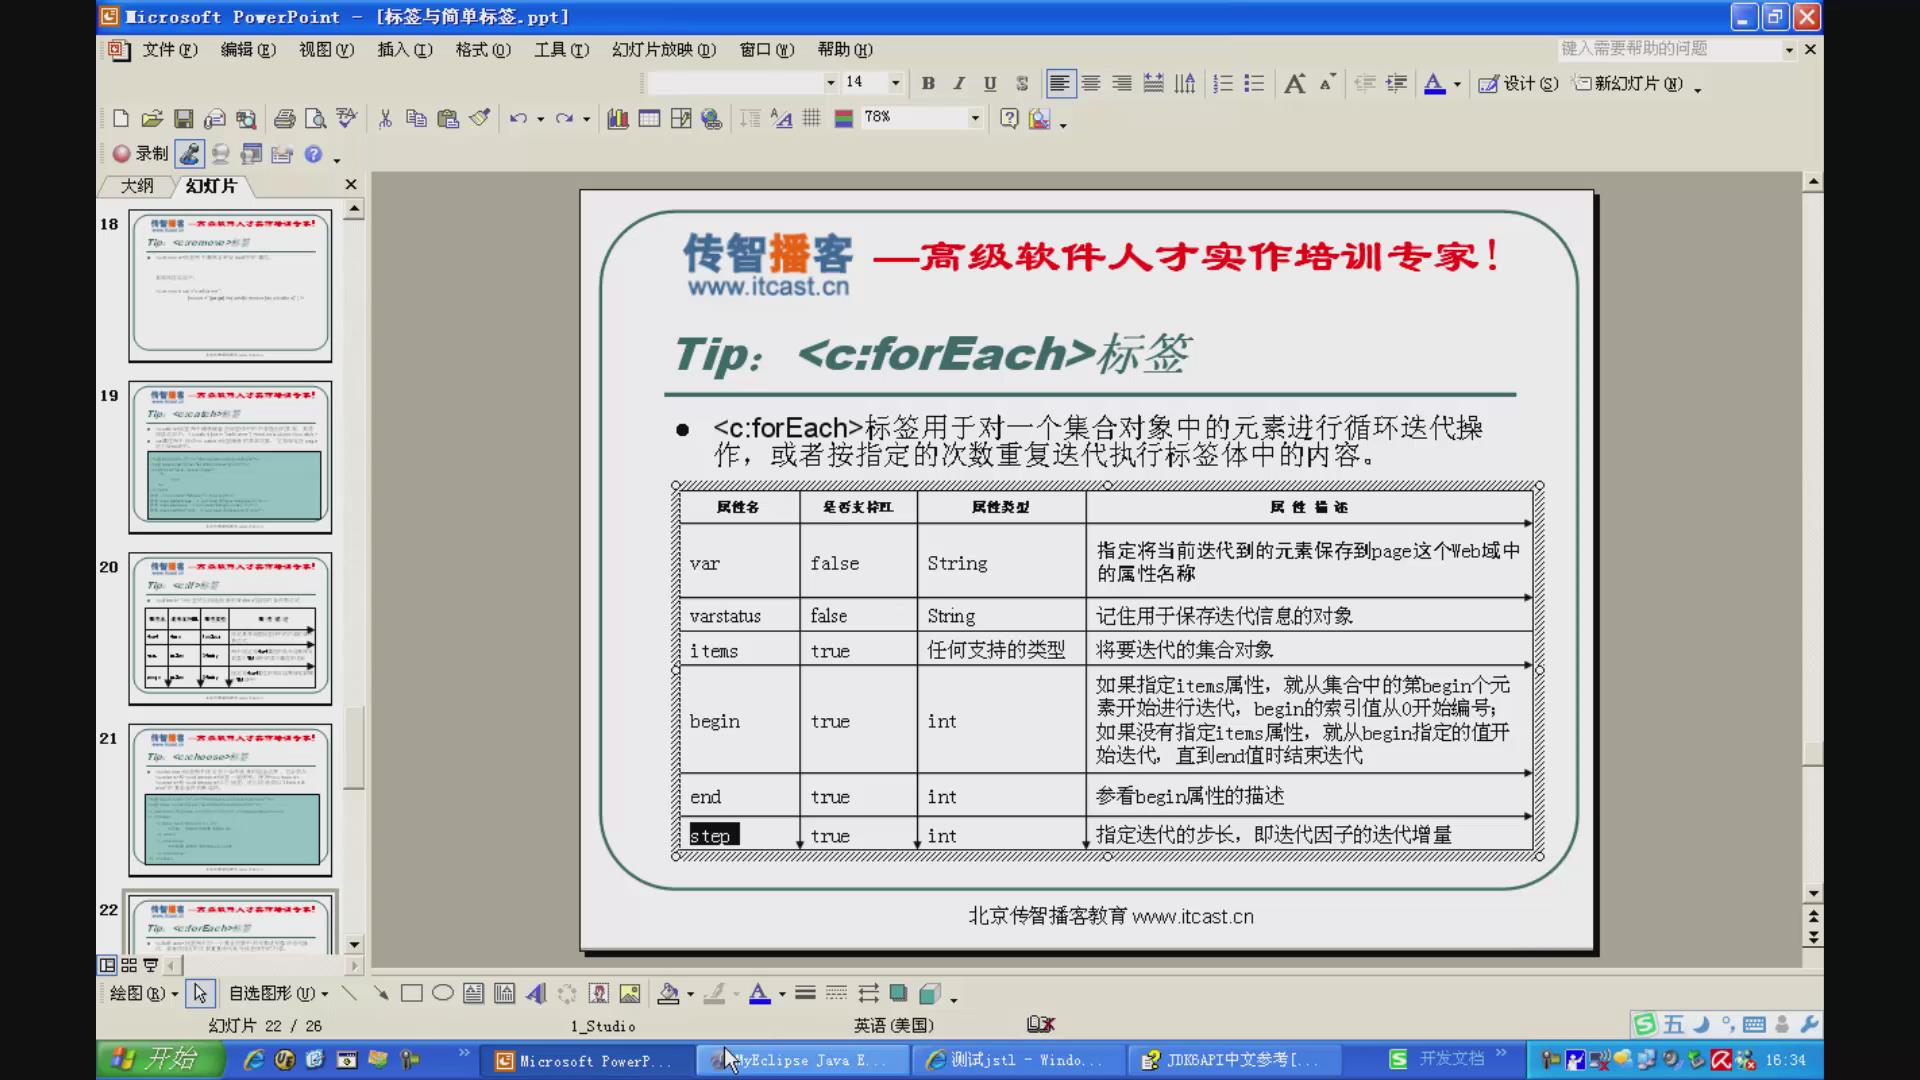 Microsoft PowerPoint - [标签与简单标签.ppt]
文件(F) 编辑(E) 视图(V) 插入(I) 格式(O) 工具(T) 幻灯片放映(D) 窗口(W) 帮助(H)
键入需要帮助的问题
14 B I U S 设计(S) 新幻灯片(N)
78%
录制
大纲 幻灯片
18
19
20
21
22
传智播客 —高级软件人才实作培训专家!
www.itcast.cn
Tip: <c:forEach>标签
● <c:forEach>标签用于对一个集合对象中的元素进行循环迭代操
作，或者按指定的次数重复迭代执行标签体中的内容。
属性名 是否支持EL 属性类型 属 性 描 述
var false String 指定将当前迭代到的元素保存到page这个Web域中
的属性名称
varstatus false String 记住用于保存迭代信息的对象
items true 任何支持的类型 将要迭代的集合对象
begin true int 如果指定items属性，就从集合中的第begin个元
素开始进行迭代，begin的索引值从0开始编号；
如果没有指定items属性，就从begin指定的值开
始迭代，直到end值时结束迭代
end true int 参看begin属性的描述
step true int 指定迭代的步长，即迭代因子的迭代增量
北京传智播客教育 www.itcast.cn
绘图(R) 自选图形(U)
幻灯片 22 / 26 1_Studio 英语(美国)
五
开始 Microsoft PowerP... MyEclipse Java E... 测试jstl - Windo... JDK6API中文参考[... 开发文档 16:34